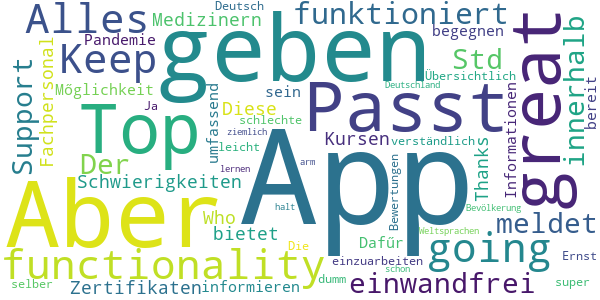 Deutsch
Alles
Medizinern
funktioniert
Pandemie
begegnen
Keep
geben
great
innerhalb
Std
Support
Fachpersonal
Möglichkeit
Übersichtlich
bereit
sein
Deutschland
Passt
Informationen
Ja
umfassend
Diese
Top
schlechte
App
ziemlich
leicht
Kursen
verständlich
Der
Thanks
arm
Bewertungen
lernen
Aber
Schwierigkeiten
Who
halt
Bevölkerung
meldet
bietet
Weltsprachen
Dafür
Die
going
functionality
einzuarbeiten
Ernst
schon
einwandfrei
selber
Zertifikaten
informieren
dumm
super